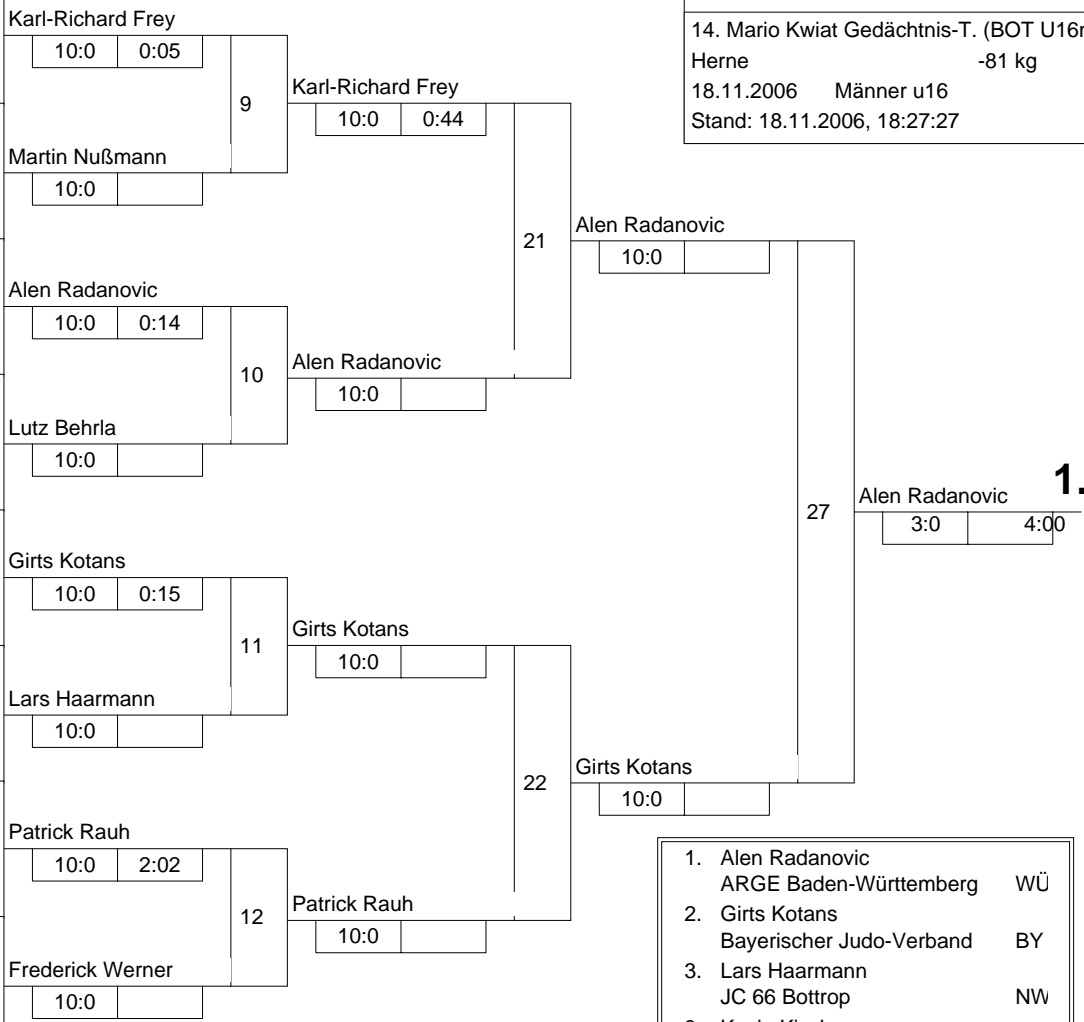 14. Mario Kwiat Gedächtnis-T. (BOT U16
Herne -81 kg
18.11.2006 Männer u16
Stand: 18.11.2006, 18:27:27
Karl-Richard Frey
10:0 0:05
9
Martin Nußmann
10:0
Karl-Richard Frey
10:0 0:44
21
Alen Radanovic
10:0 0:14
10
Lutz Behrla
10:0
Alen Radanovic
10:0
Alen Radanovic
10:0
27
Girts Kotans
10:0 0:15
11
Lars Haarmann
10:0
Girts Kotans
10:0
22
Patrick Rauh
10:0 2:02
12
Frederick Werner
10:0
Patrick Rauh
10:0
Girts Kotans
10:0
Alen Radanovic 1.
3:0 4:00
1. Alen Radanovic
ARGE Baden-Württemberg WÜ
2. Girts Kotans
Bayerischer Judo-Verband BY
3. Lars Haarmann
JC 66 Bottrop NW